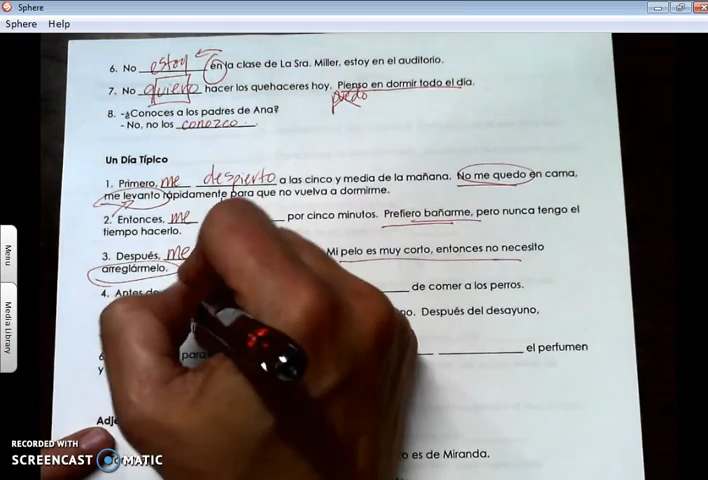 Sphere
Sphere Help
6. No estoy en la clase de La Sra. Miller, estoy en el auditorio.
7. No quiero hacer los quehaceres hoy. Pienso en dormir todo el día.
puedo
8. -¿Conoces a los padres de Ana?
- No, no los conozco.
Un Día Típico
1. Primero, me despierto a las cinco y media de la mañana. No me quedo en cama,
me levanto rápidamente para que no vuelva a dormirme.
2. Entonces, me por cinco minutos. Prefiero bañarme, pero nunca tengo el
tiempo hacerlo.
3. Después, me Mi pelo es muy corto, entonces no necesito
arreglármelo.
4. Antes de comer a los perros.
Después del desayuno,
para el perfumen
y
es de Miranda.
Menu
Media Library
RECORDED WITH
SCREENCAST MATIC